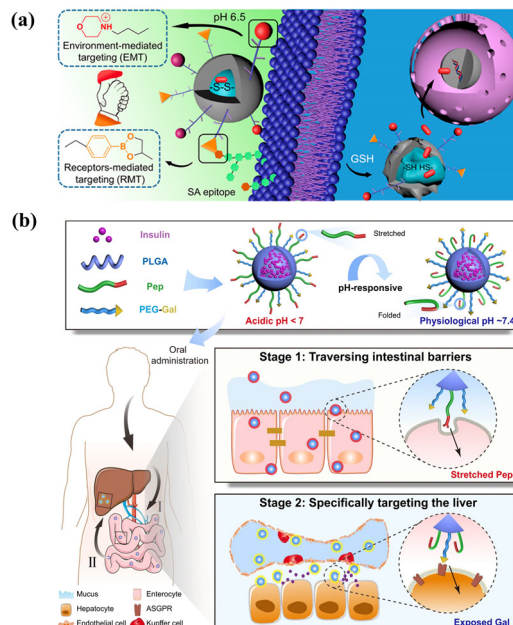 (a)
pH 6.5
Environment-mediated
targeting (EMT)
Receptors-mediated
targeting (RMT)
-S-S-
SA epitope
GSH
-SH HS-
O
N
B
O
O
(b)
Insulin
PLGA
Pep
PEG-Gal
Stretched
pH-responsive
Folded
Acidic pH < 7
Physiological pH ~7.4
Oral
administration
Stage 1: Traversing intestinal barriers
Stretched Pep
Stage 2: Specifically targeting the liver
Exposed Gal
I
II
Mucus
Enterocyte
Hepatocyte
ASGPR
Endothelial cell
Kupffer cell